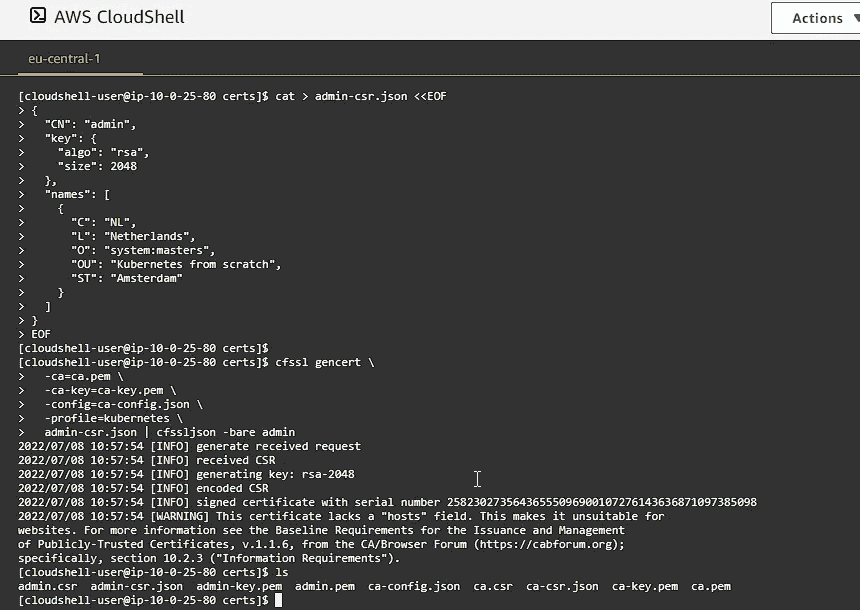 AWS CloudShell
Actions
eu-central-1
[cloudshell-user@ip-10-0-25-80 certs]$ cat > admin-csr.json <<EOF
> {
>   "CN": "admin",
>   "key": {
>     "algo": "rsa",
>     "size": 2048
>   },
>   "names": [
>     {
>       "C": "NL",
>       "L": "Netherlands",
>       "O": "system:masters",
>       "OU": "Kubernetes from scratch",
>       "ST": "Amsterdam"
>     }
>   ]
> }
> EOF
[cloudshell-user@ip-10-0-25-80 certs]$
[cloudshell-user@ip-10-0-25-80 certs]$ cfssl gencert \
>   -ca=ca.pem \
>   -ca-key=ca-key.pem \
>   -config=ca-config.json \
>   -profile=kubernetes \
>   admin-csr.json | cfssljson -bare admin
2022/07/08 10:57:54 [INFO] generate received request
2022/07/08 10:57:54 [INFO] received CSR
2022/07/08 10:57:54 [INFO] generating key: rsa-2048
2022/07/08 10:57:54 [INFO] encoded CSR
2022/07/08 10:57:54 [INFO] signed certificate with serial number 25823027356436555096900107276143636871097385098
2022/07/08 10:57:54 [WARNING] This certificate lacks a "hosts" field. This makes it unsuitable for
websites. For more information see the Baseline Requirements for the Issuance and Management
of Publicly-Trusted Certificates, v.1.1.6, from the CA/Browser Forum (https://cabforum.org);
specifically, section 10.2.3 ("Information Requirements").
[cloudshell-user@ip-10-0-25-80 certs]$ ls
admin.csr  admin-csr.json  admin-key.pem  admin.pem  ca-config.json  ca.csr  ca-csr.json  ca-key.pem  ca.pem
[cloudshell-user@ip-10-0-25-80 certs]$